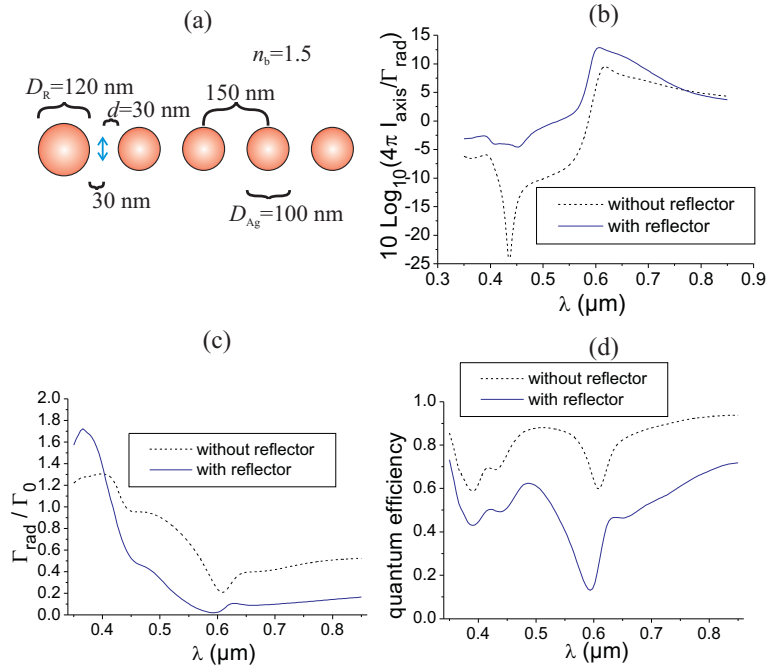 (a)
n_b=1.5
D_R=120 nm
d=30 nm
150 nm
30 nm
D_Ag=100 nm
(b)
10 Log_10(4π I_axis/Γ_rad)
15
10
5
0
-5
-10
-15
-20
-25
0.3 0.4 0.5 0.6 0.7 0.8 0.9
λ (μm)
without reflector
with reflector
(c)
Γ_rad / Γ_0
2.0
1.8
1.6
1.4
1.2
1.0
0.8
0.6
0.4
0.2
0.0
0.4 0.5 0.6 0.7 0.8
λ (μm)
without reflector
with reflector
(d)
without reflector
with reflector
quantum efficiency
1.0
0.8
0.6
0.4
0.2
0.0
0.4 0.5 0.6 0.7 0.8
λ (μm)